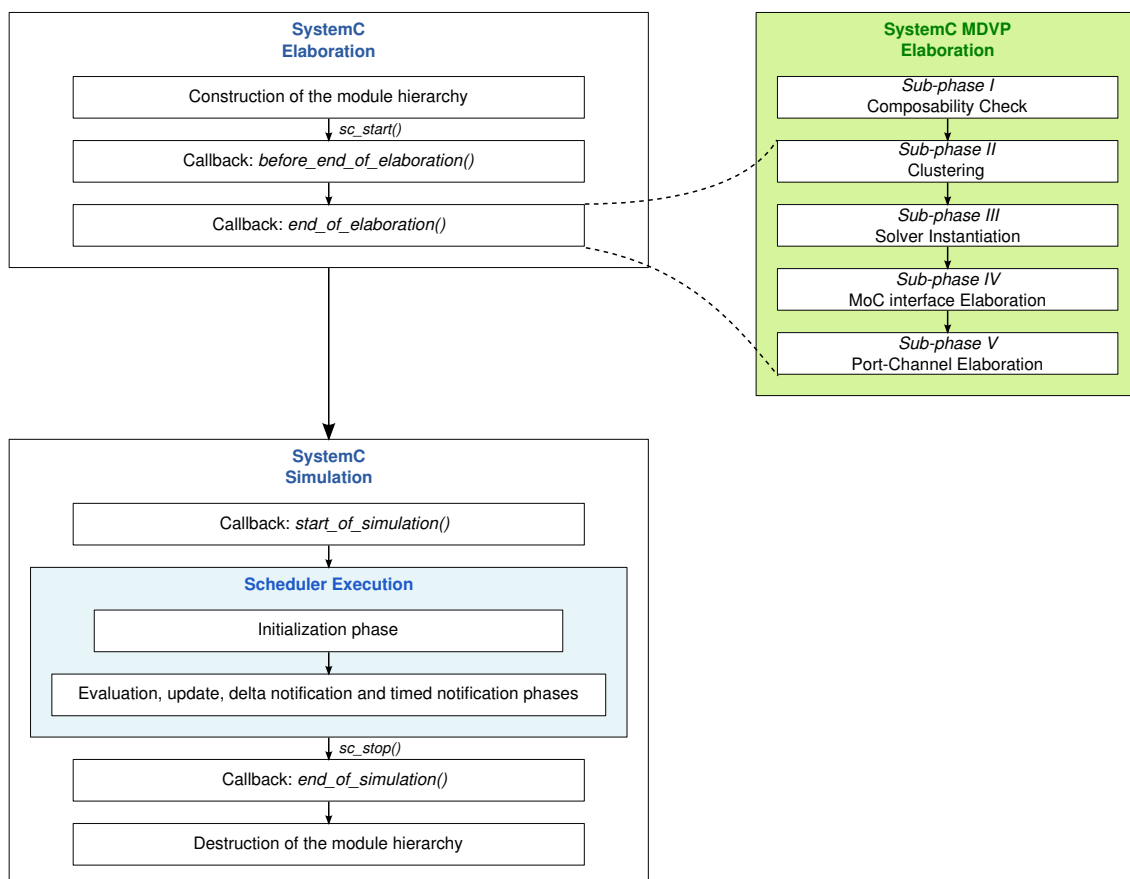 SystemC
Elaboration
Construction of the module hierarchy
sc_start()
Callback: before_end_of_elaboration()
Callback: end_of_elaboration()
SystemC MDVP
Elaboration
Sub-phase I
Composability Check
Sub-phase II
Clustering
Sub-phase III
Solver Instantiation
Sub-phase IV
MoC interface Elaboration
Sub-phase V
Port-Channel Elaboration
SystemC
Simulation
Callback: start_of_simulation()
Scheduler Execution
Initialization phase
Evaluation, update, delta notification and timed notification phases
sc_stop()
Callback: end_of_simulation()
Destruction of the module hierarchy